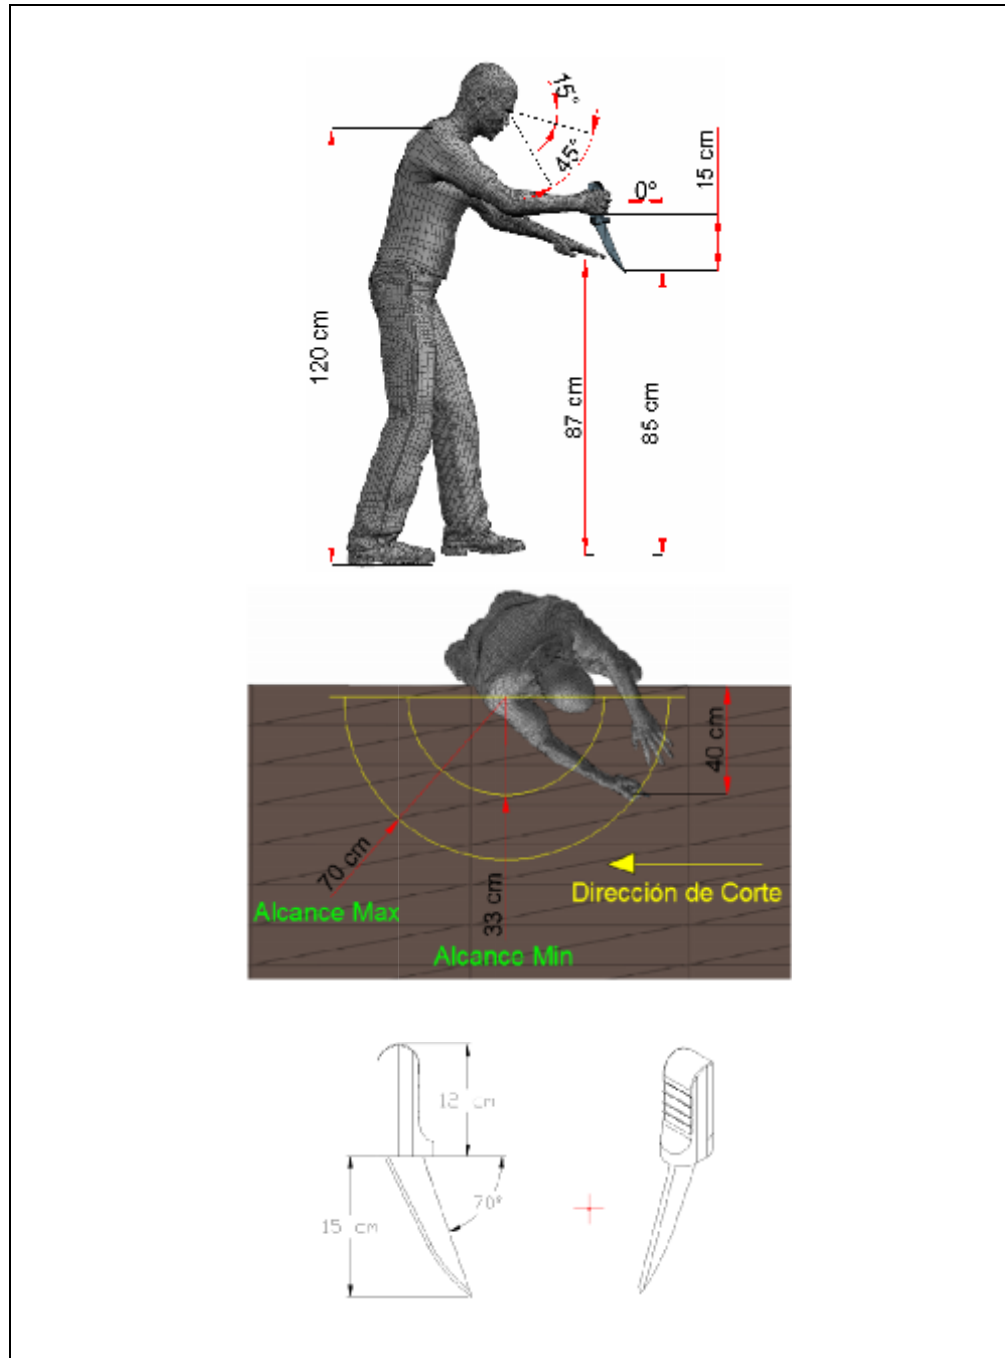 15°
45°
0°
15 cm
120 cm
87 cm
85 cm
40 cm
70 cm
33 cm
Dirección de Corte
Alcance Max
Alcance Min
12 cm
70°
15 cm